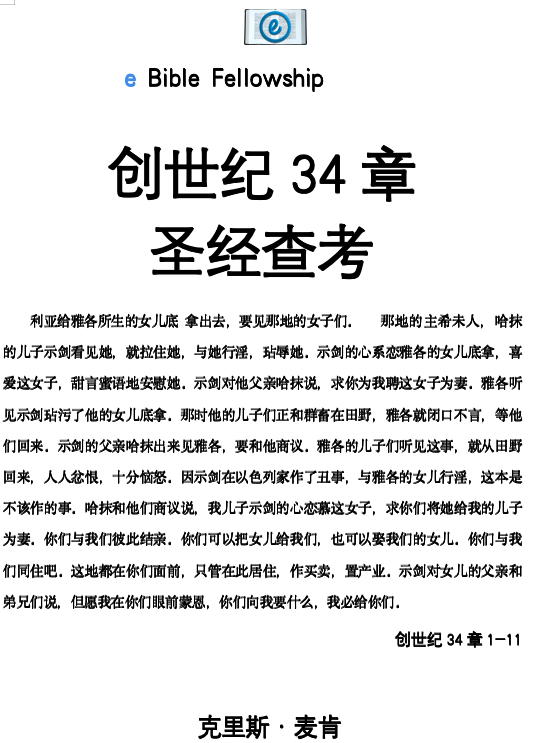 e Bible Fellowship
创世纪 34 章
圣经查考
利亚给雅各所生的女儿底 拿出去，要见那地的女子们． 那地的主希未人，哈抹
的儿子示剑看见她，就拉住她，与她行淫，玷辱她．示剑的心系恋雅各的女儿底拿，喜
爱这女子，甜言蜜语地安慰她．示剑对他父亲哈抹说，求你为我聘这女子为妻．雅各听
见示剑玷污了他的女儿底拿．那时他的儿子们正和群畜在田野，雅各就闭口不言，等他
们回来．示剑的父亲哈抹出来见雅各，要和他商议．雅各的儿子们听见这事，就从田野
回来，人人忿恨，十分恼怒．因示剑在以色列家作了丑事，与雅各的女儿行淫，这本是
不该作的事．哈抹和他们商议说，我儿子示剑的心恋慕这女子，求你们将她给我的儿子
为妻．你们与我们彼此结亲．你们可以把女儿给我们，也可以娶我们的女儿．你们与我
们同住吧．这地都在你们面前，只管在此居住，作买卖，置产业．示剑对女儿的父亲和
弟兄们说，但愿我在你们眼前蒙恩，你们向我要什么，我必给你们．
创世纪 34 章 1-11
克里斯·麦肯